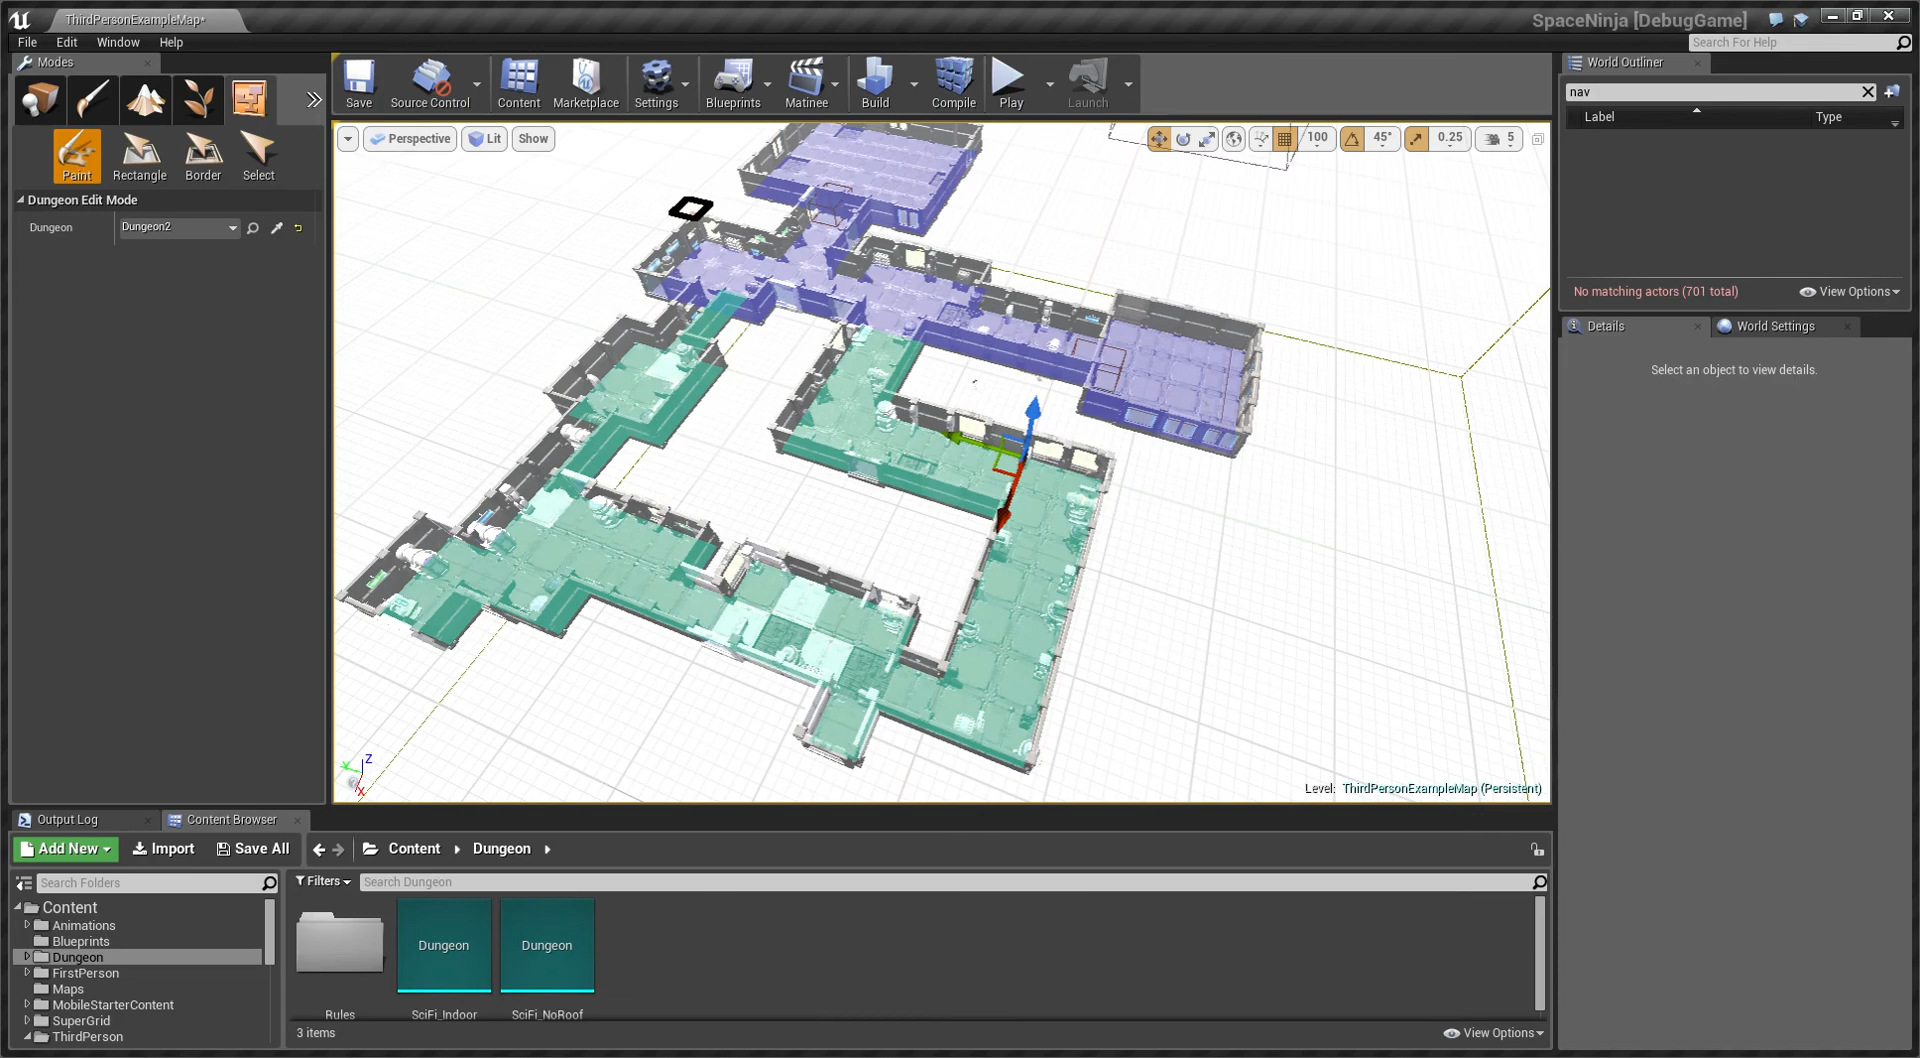 ThirdPersonExampleMap*
SpaceNinja [DebugGame]
File Edit Window Help
Search For Help
Modes
Save
Source Control
Content
Marketplace
Settings
Blueprints
Matinee
Build
Compile
Play
Launch
World Outliner
nav
Label
Type
Perspective
Lit
Show
100
45°
0.25
5
Paint
Rectangle
Border
Select
Dungeon Edit Mode
Dungeon
Dungeon2
No matching actors (701 total)
View Options
Details
World Settings
Select an object to view details.
Z
Y
X
Level: ThirdPersonExampleMap (Persistent)
Output Log
Content Browser
Add New
Import
Save All
Content
Dungeon
Search Folders
Filters
Search Dungeon
Content
Animations
Blueprints
Dungeon
FirstPerson
Maps
MobileStarterContent
SuperGrid
ThirdPerson
Dungeon
Dungeon
Rules
SciFi_Indoor
SciFi_NoRoof
3 items
View Options